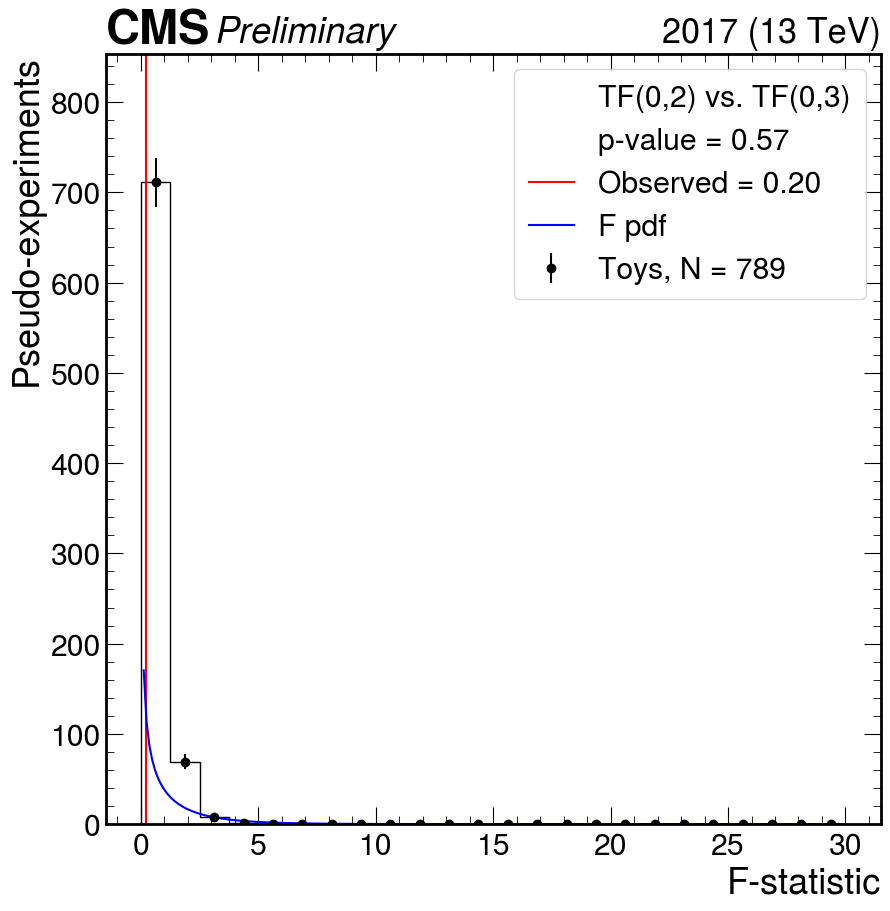 CMS Preliminary 2017 (13 TeV)
Pseudo-experiments
800
700
600
500
400
300
200
100
0
TF(0,2) vs. TF(0,3)
p-value = 0.57
Observed = 0.20
F pdf
Toys, N = 789
0 5 10 15 20 25 30
F-statistic